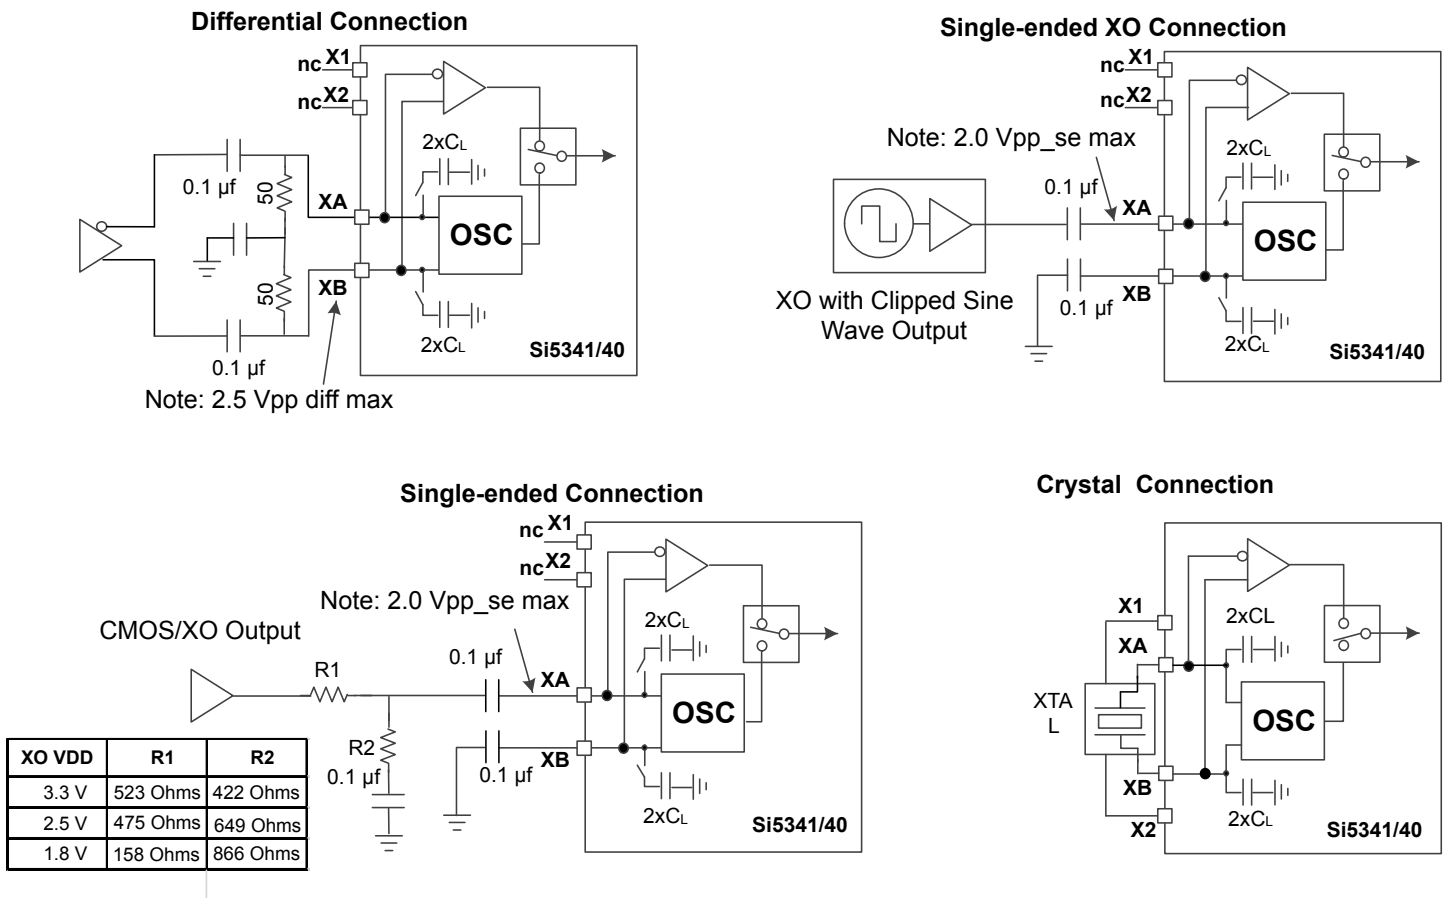 Differential Connection
X1
nc
X2
nc
2xCL
0.1 µf
50
XA
OSC
50
XB
2xCL
0.1 µf
Si5341/40
Note: 2.5 Vpp diff max
Single-ended XO Connection
X1
nc
X2
nc
Note: 2.0 Vpp_se max
2xCL
0.1 µf
XA
OSC
XB
0.1 µf
XO with Clipped Sine
Wave Output
2xCL
Si5341/40
Single-ended Connection
X1
nc
X2
nc
Note: 2.0 Vpp_se max
CMOS/XO Output
2xCL
0.1 µf
R1
XA
OSC
R2
XB
0.1 µf
0.1 µf
2xCL
Si5341/40
XO VDD R1 R2
3.3 V 523 Ohms 422 Ohms
2.5 V 475 Ohms 649 Ohms
1.8 V 158 Ohms 866 Ohms
Crystal Connection
X1
2xCL
XA
XTA
L
OSC
XB
2xCL
X2
Si5341/40